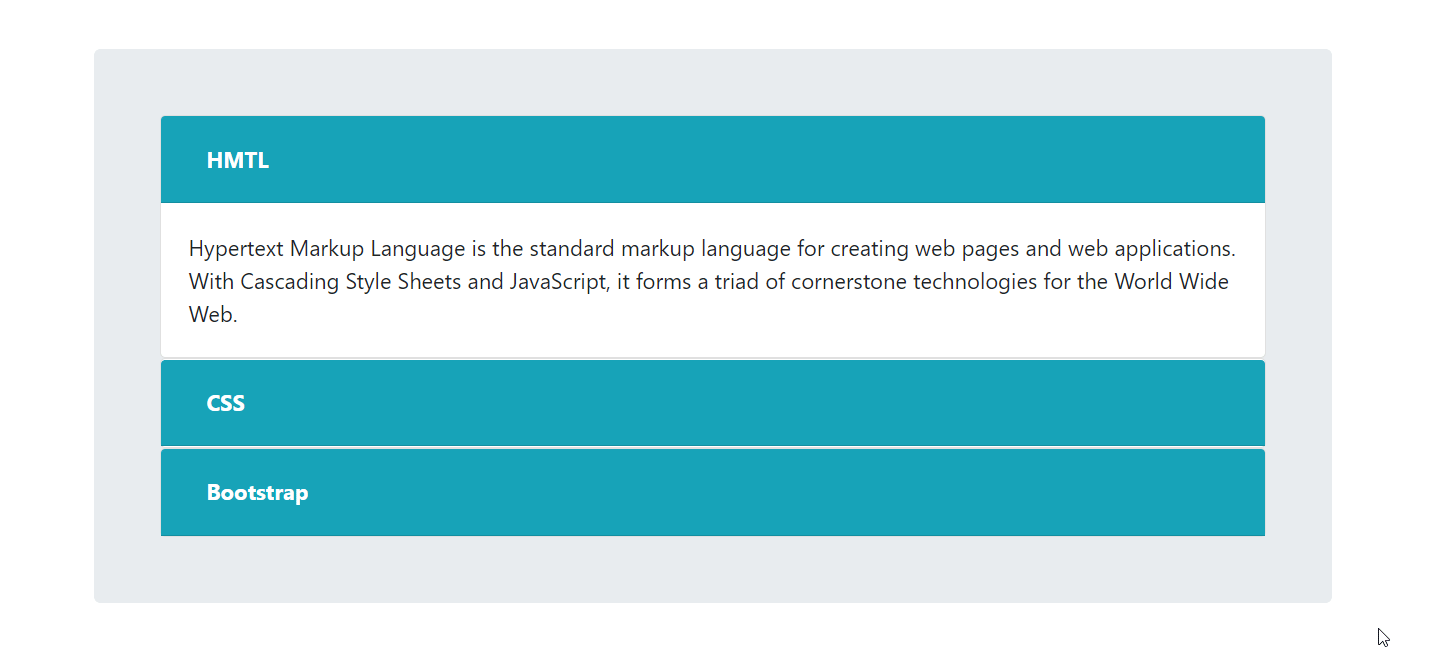 HMTL
Hypertext Markup Language is the standard markup language for creating web pages and web applications.
With Cascading Style Sheets and JavaScript, it forms a triad of cornerstone technologies for the World Wide
Web.
CSS
Bootstrap